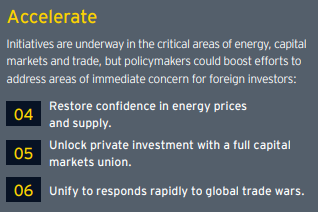 Accelerate
Initiatives are underway in the critical areas of energy, capital
markets and trade, but policymakers could boost efforts to
address areas of immediate concern for foreign investors:
04 Restore confidence in energy prices
and supply.
05 Unlock private investment with a full capital
markets union.
06 Unify to responds rapidly to global trade wars.